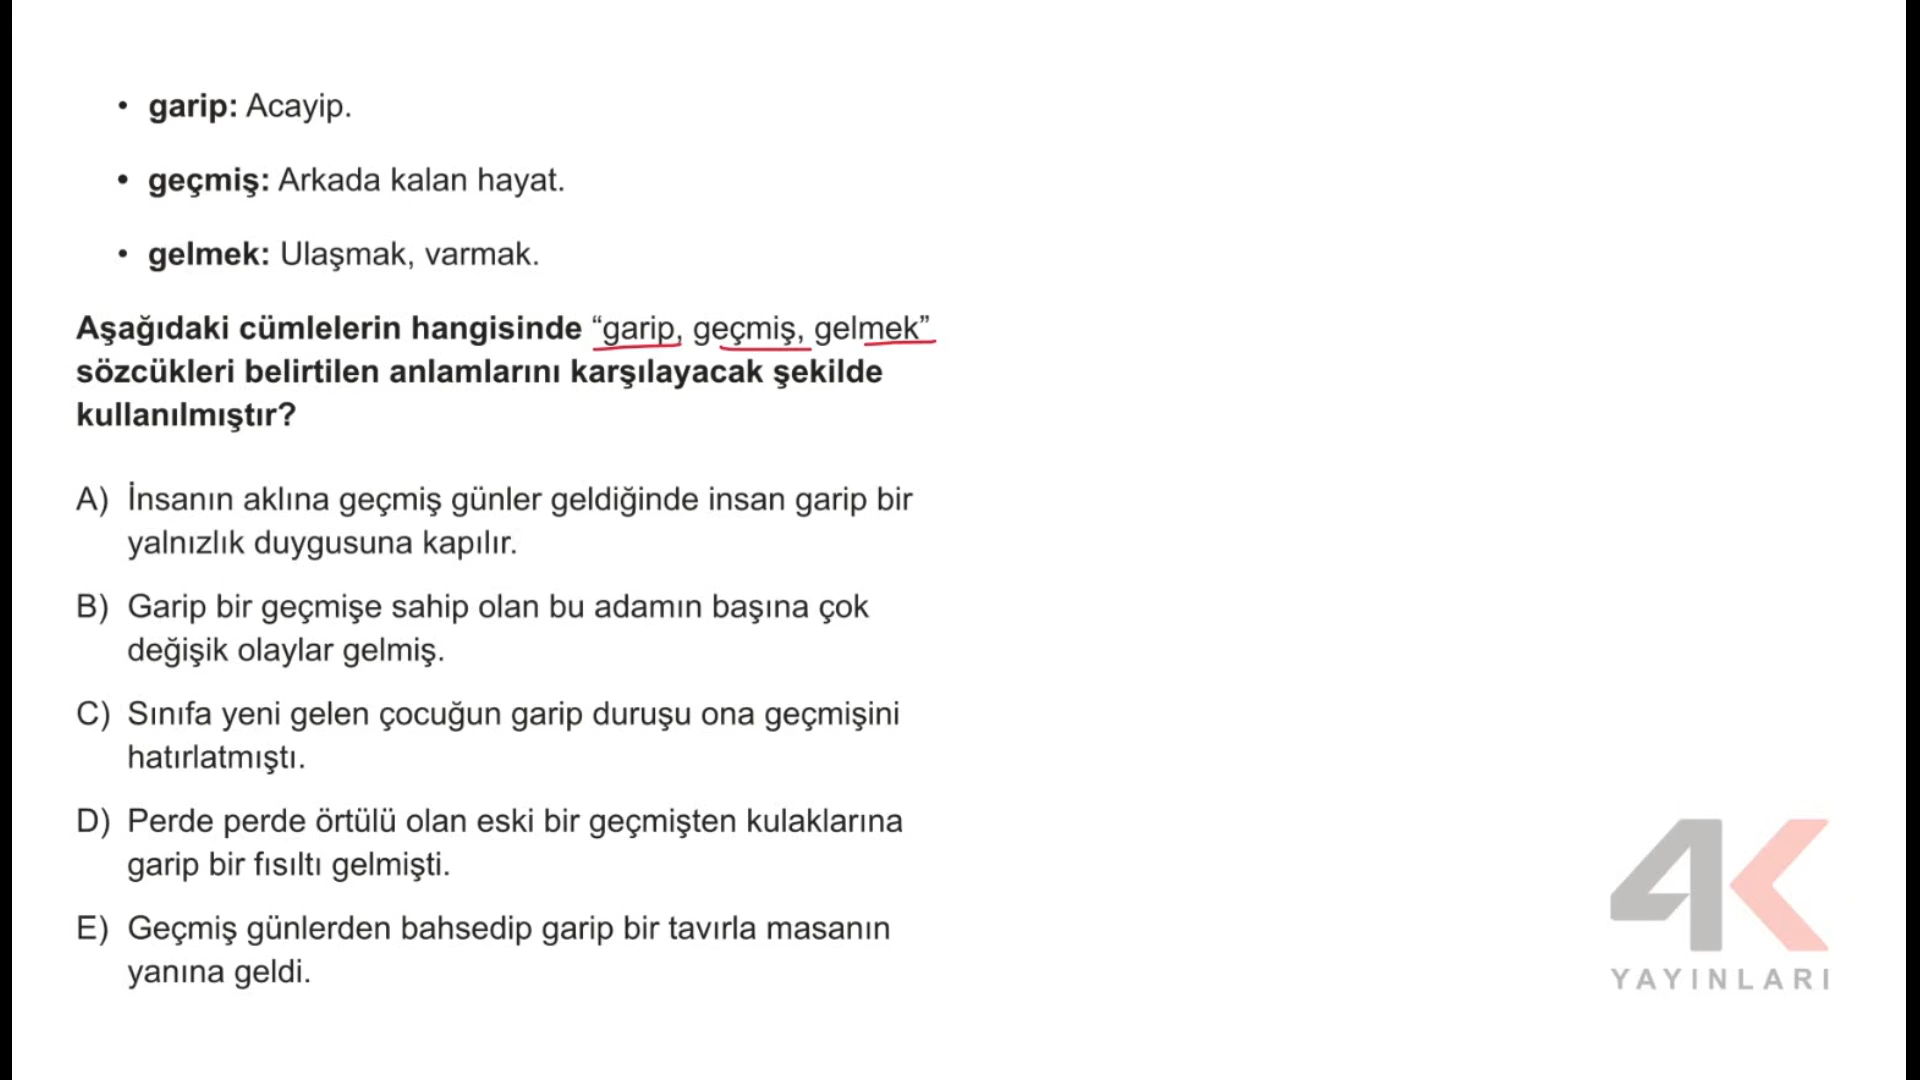 • garip: Acayip.
• geçmiş: Arkada kalan hayat.
• gelmek: Ulaşmak, varmak.
Aşağıdaki cümlelerin hangisinde “garip, geçmiş, gelmek”
sözcükleri belirtilen anlamlarını karşılayacak şekilde
kullanılmıştır?
A) İnsanın aklına geçmiş günler geldiğinde insan garip bir
yalnızlık duygusuna kapılır.
B) Garip bir geçmişe sahip olan bu adamın başına çok
değişik olaylar gelmiş.
C) Sınıfa yeni gelen çocuğun garip duruşu ona geçmişini
hatırlatmıştı.
D) Perde perde örtülü olan eski bir geçmişten kulaklarına
garip bir fısıltı gelmişti.
E) Geçmiş günlerden bahsedip garip bir tavırla masanın
yanına geldi.
4K
YAYINLARI